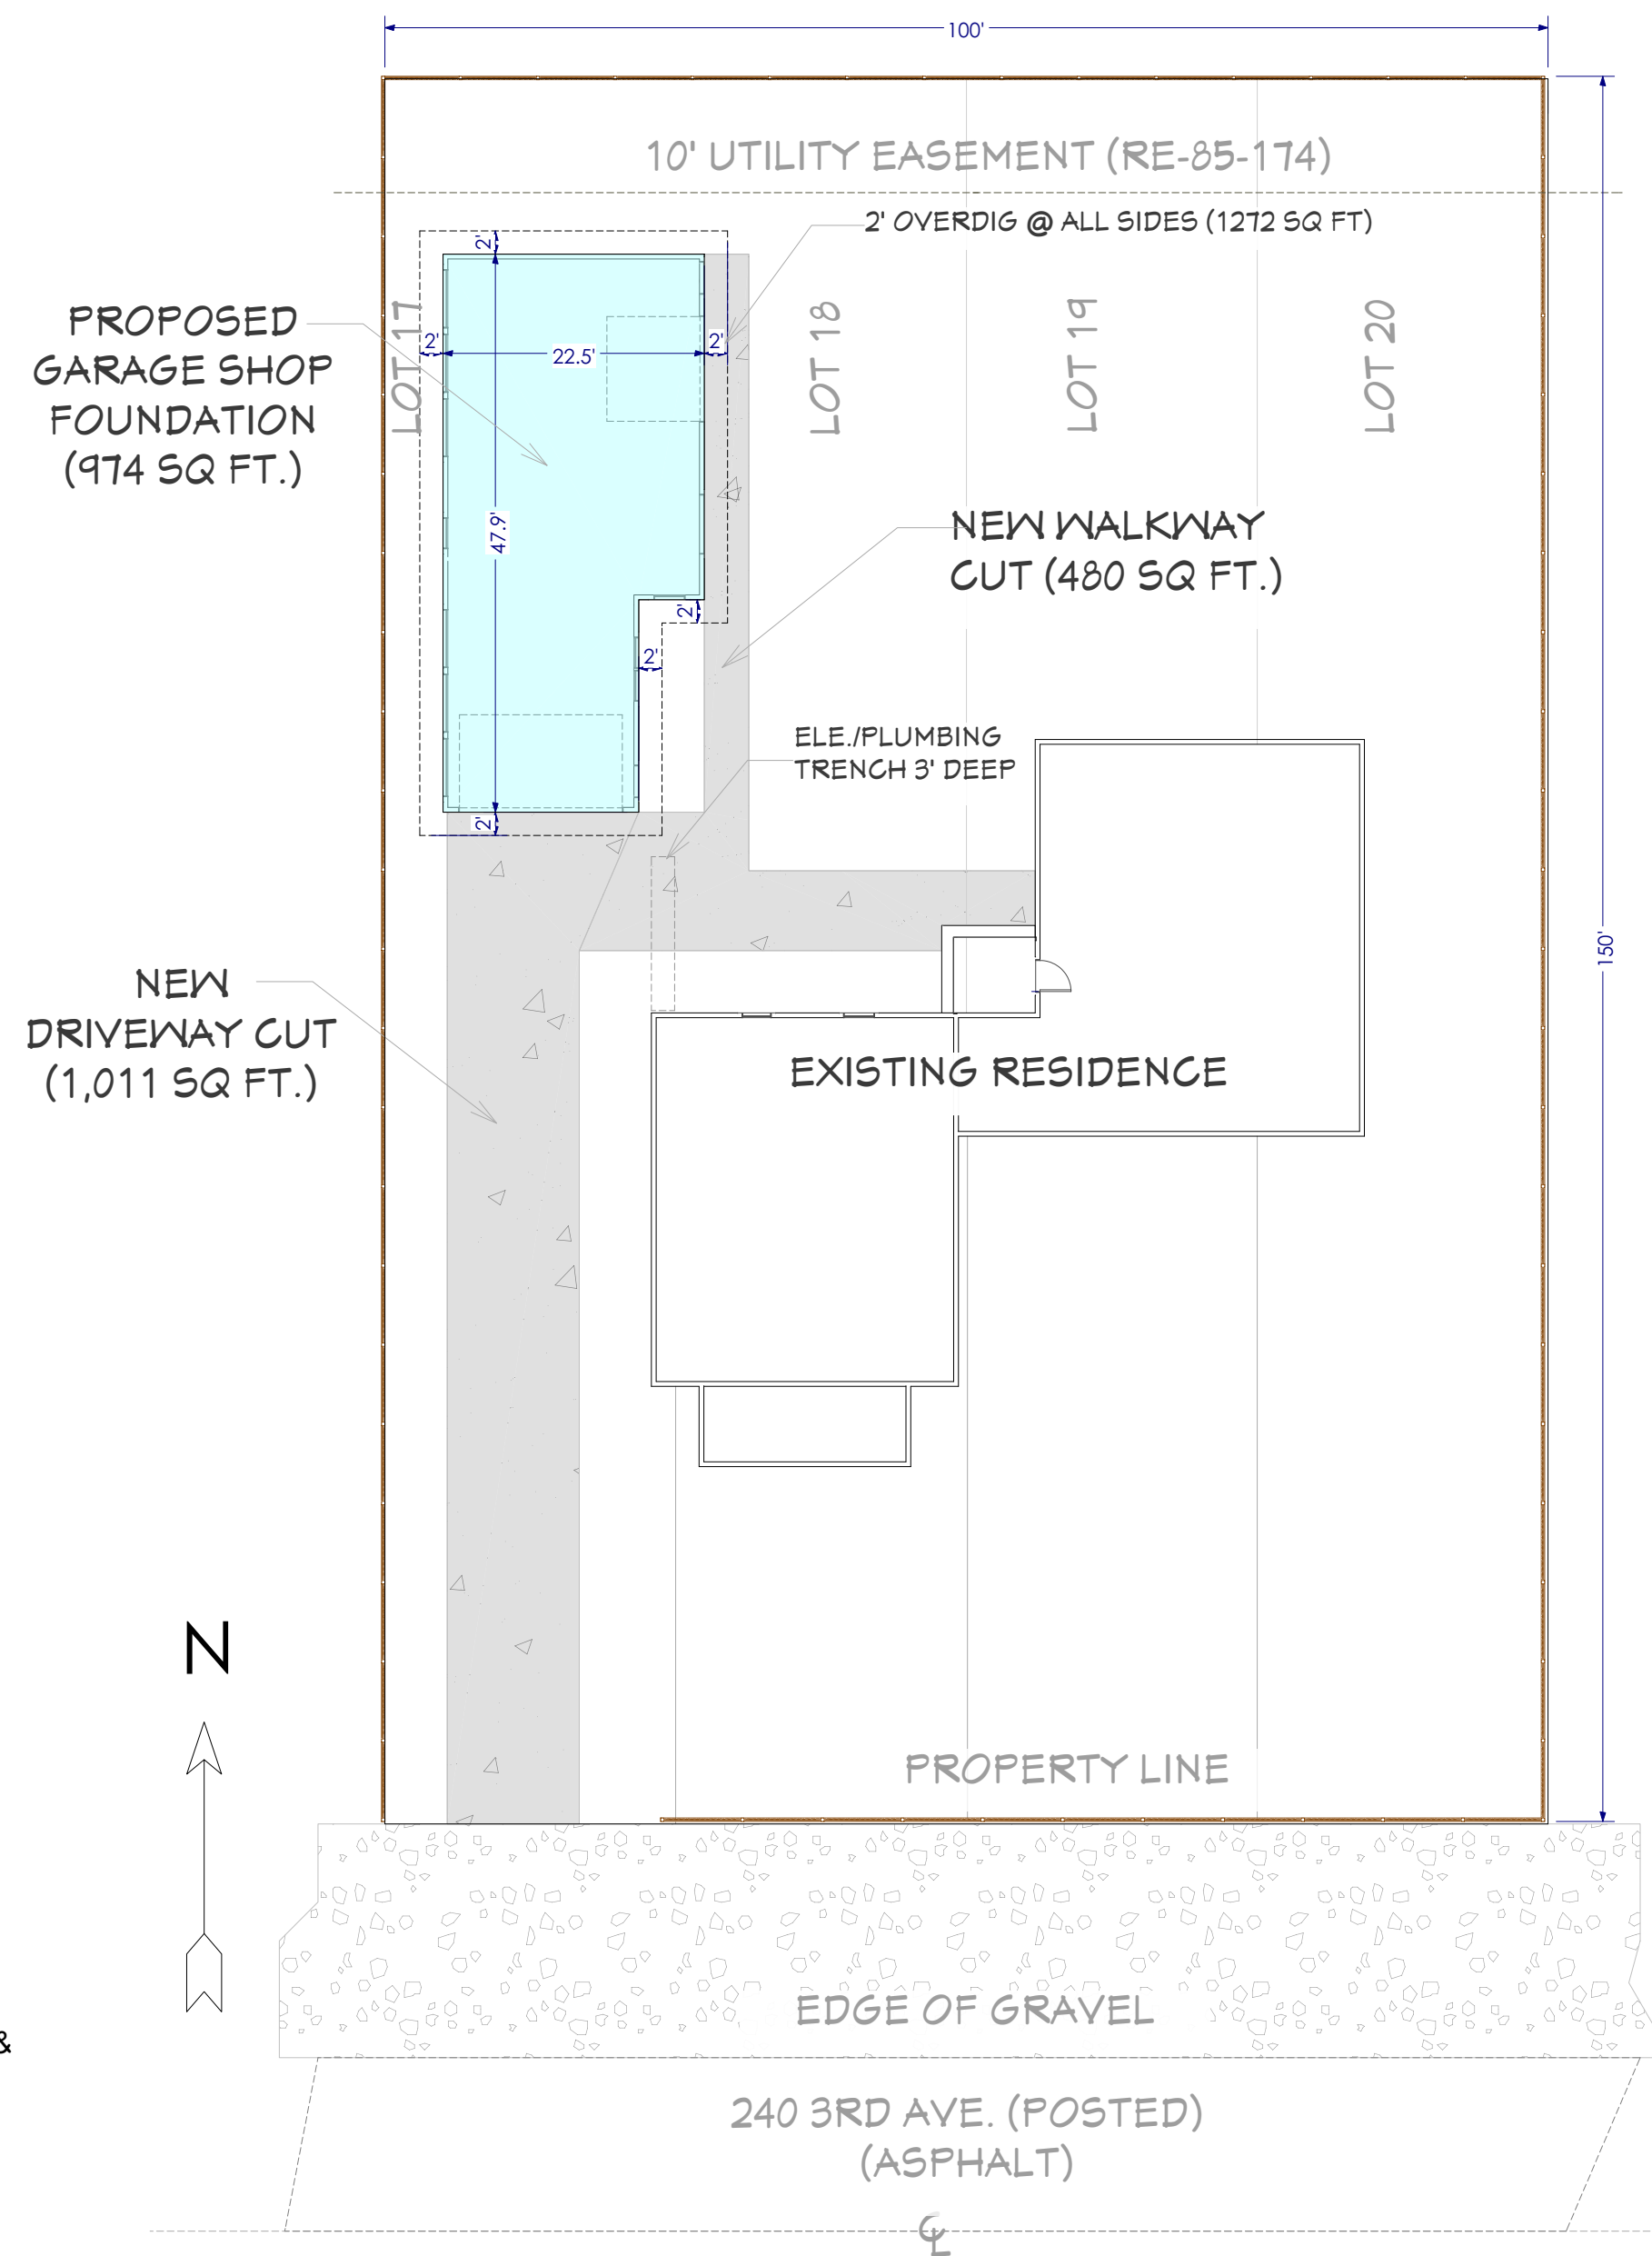 100'
10' UTILITY EASEMENT (RE-85-174)
2' OVERDIG @ ALL SIDES (1272 SQ FT)
2'
PROPOSED
GARAGE SHOP
FOUNDATION
(974 SQ FT.)
LOT 17
LOT 18
LOT 19
LOT 20
2'
22.5'
2'
47.9'
NEW WALKWAY
CUT (480 SQ FT.)
2'
2'
ELE./PLUMBING
TRENCH 3' DEEP
2'
150'
NEW
DRIVEWAY CUT
(1,011 SQ FT.)
EXISTING RESIDENCE
N
PROPERTY LINE
EDGE OF GRAVEL
&
240 3RD AVE. (POSTED)
(ASPHALT)
℄